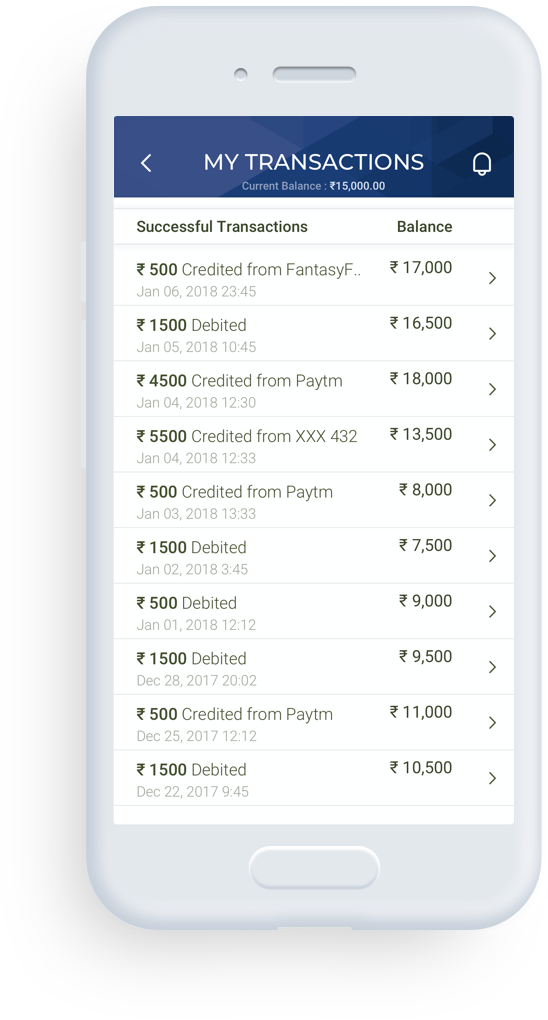 MY TRANSACTIONS
Current Balance : ₹15,000.00
Successful Transactions Balance
₹ 500 Credited from FantasyF.. ₹ 17,000
Jan 06, 2018 23:45
₹ 1500 Debited ₹ 16,500
Jan 05, 2018 10:45
₹ 4500 Credited from Paytm ₹ 18,000
Jan 04, 2018 12:30
₹ 5500 Credited from XXX 432 ₹ 13,500
Jan 04, 2018 12:33
₹ 500 Credited from Paytm ₹ 8,000
Jan 03, 2018 13:33
₹ 1500 Debited ₹ 7,500
Jan 02, 2018 3:45
₹ 500 Debited ₹ 9,000
Jan 01, 2018 12:12
₹ 1500 Debited ₹ 9,500
Dec 28, 2017 20:02
₹ 500 Credited from Paytm ₹ 11,000
Dec 25, 2017 12:12
₹ 1500 Debited ₹ 10,500
Dec 22, 2017 9:45